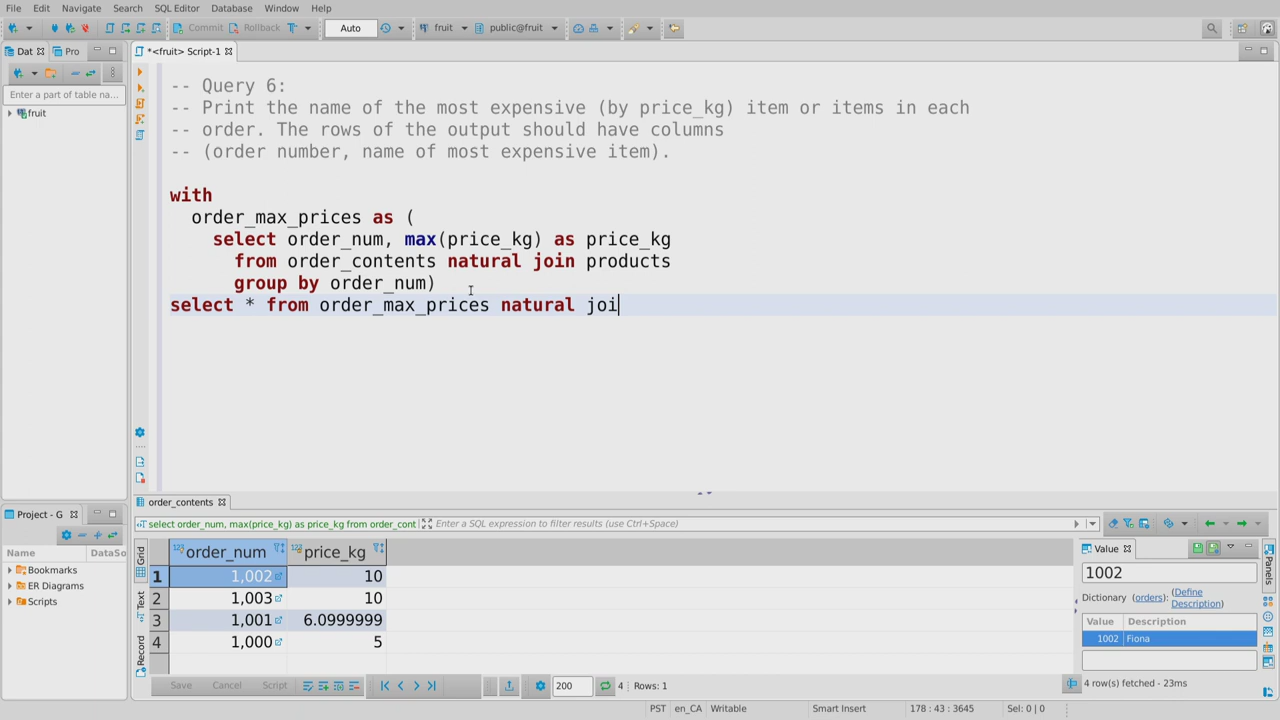 File Edit Navigate Search SQL Editor Database Window Help
Commit Rollback Auto fruit public@fruit
Dat Pro *<fruit> Script-1
Enter a part of table na...
fruit
-- Query 6:
-- Print the name of the most expensive (by price_kg) item or items in each
-- order. The rows of the output should have columns
-- (order number, name of most expensive item).
with
order_max_prices as (
select order_num, max(price_kg) as price_kg
from order_contents natural join products
group by order_num)
select * from order_max_prices natural joi
order_contents
Project - G
select order_num, max(price_kg) as price_kg from order_cont Enter a SQL expression to filter results (use Ctrl+Space)
Name DataSo
Bookmarks
ER Diagrams
Scripts
Grid
Text
Record
order_num price_kg
1 1,002 10
2 1,003 10
3 1,001 6.0999999
4 1,000 5
Value
Panels
1002
Dictionary (orders): (Define
Description)
Value Description
1002 Fiona
Save Cancel Script 200 4 Rows: 1
4 row(s) fetched - 23ms
PST en_CA Writable Smart Insert 178 : 43 : 3645 Sel: 0 | 0